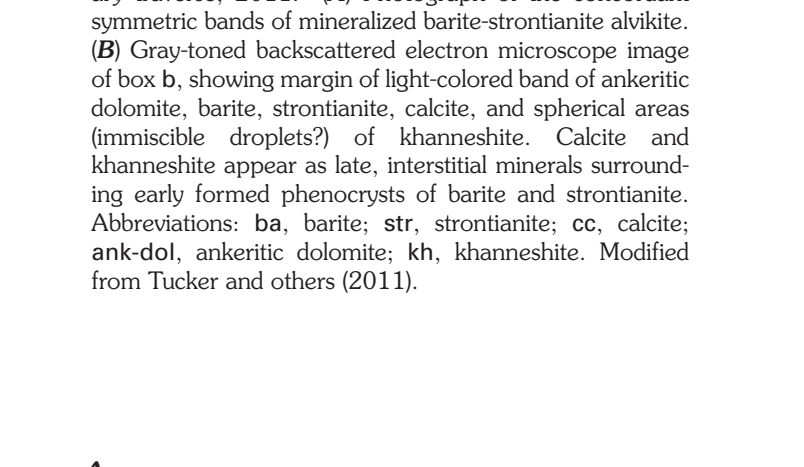 symmetric bands of mineralized barite-strontianite alvikite.
(B) Gray-toned backscattered electron microscope image
of box b, showing margin of light-colored band of ankeritic
dolomite, barite, strontianite, calcite, and spherical areas
(immiscible droplets?) of khanneshite. Calcite and
khanneshite appear as late, interstitial minerals surround-
ing early formed phenocrysts of barite and strontianite.
Abbreviations: ba, barite; str, strontianite; cc, calcite;
ank-dol, ankeritic dolomite; kh, khanneshite. Modified
from Tucker and others (2011).